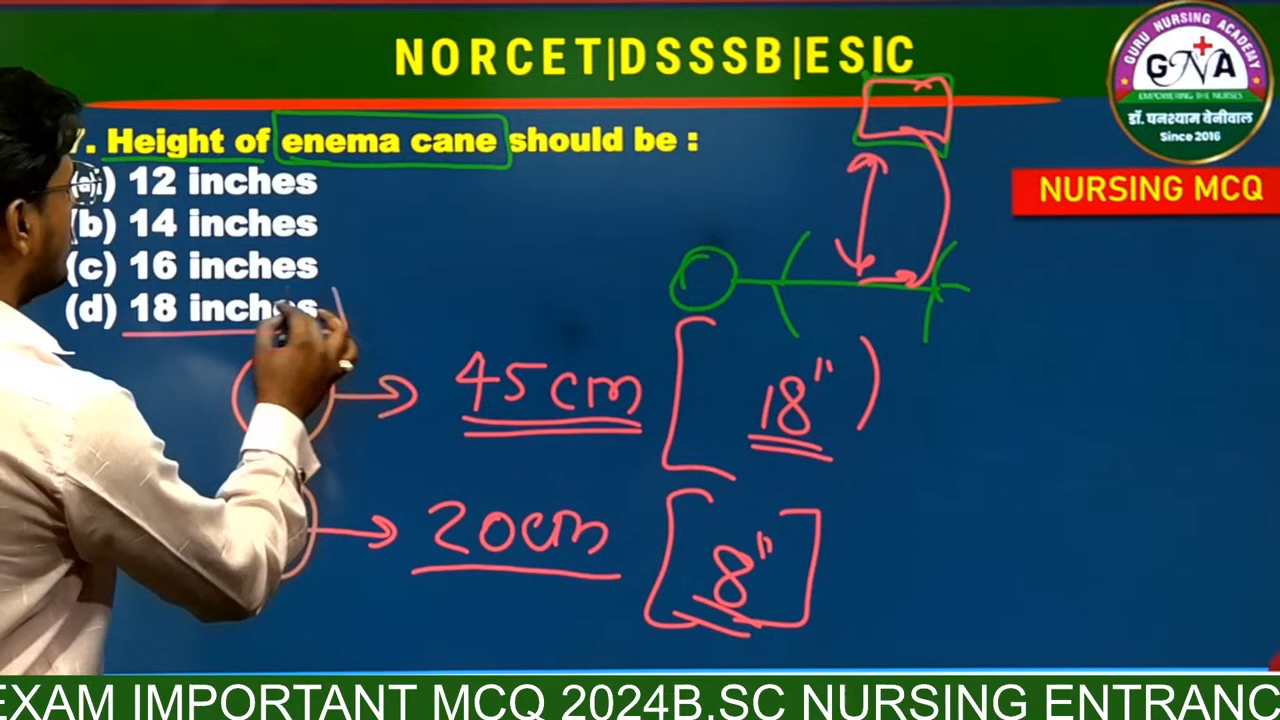 NORCET|DSSSB|ESIC
GURU NURSING ACADEMY
GNA
EMPOWERING THE NURSES
डॉ. घनश्याम वेनीवाल
Since 2016
NURSING MCQ
7. Height of enema cane should be :
) 12 inches
(b) 14 inches
(c) 16 inches
(d) 18 inches
45cm
18"
20cm
8"
EXAM IMPORTANT MCQ 2024B.SC NURSING ENTRANC